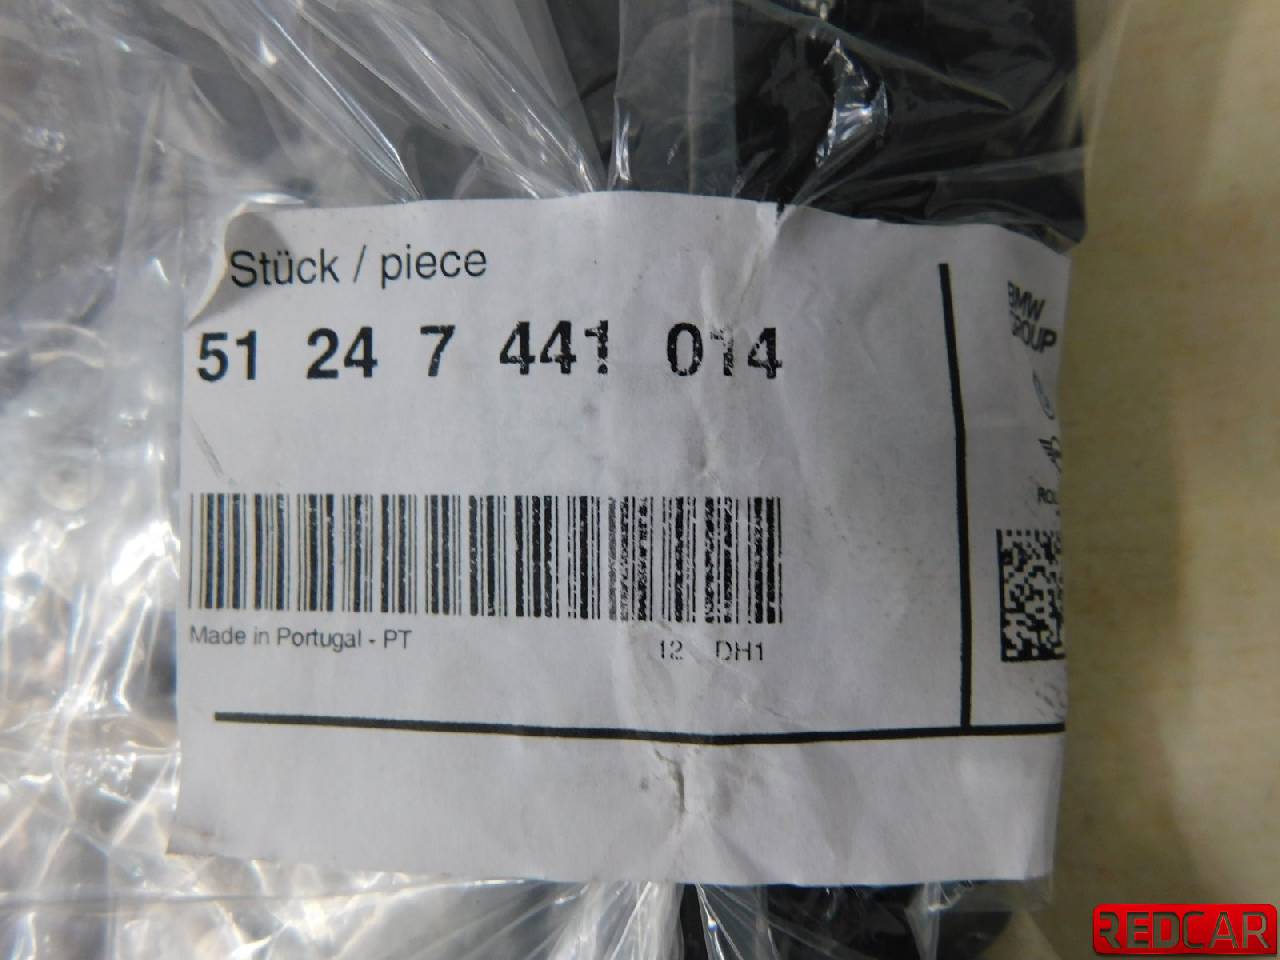 Stück / piece
51 24 7 441 014
Made in Portugal - PT
12 DH1
BMW
GROUP
REDCAR